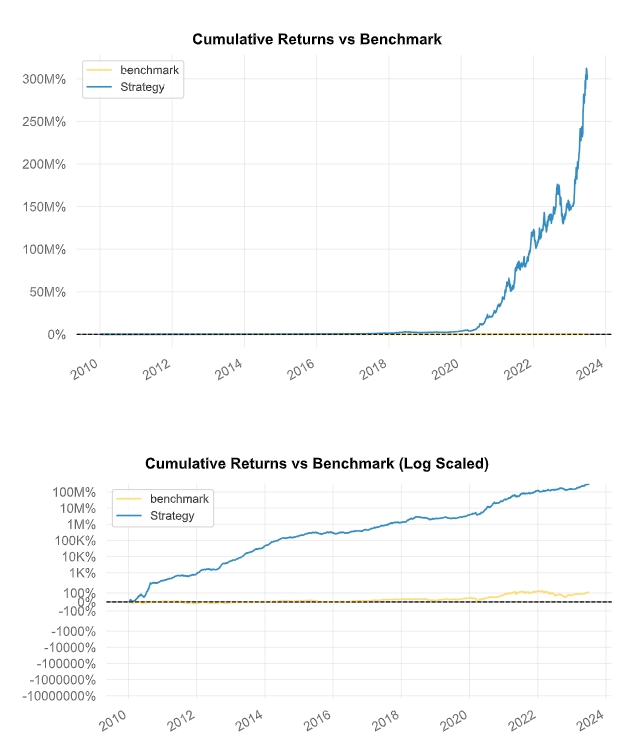 Cumulative Returns vs Benchmark
benchmark
Strategy
300M%
250M%
200M%
150M%
100M%
50M%
0%
2010 2012 2014 2016 2018 2020 2022 2024
Cumulative Returns vs Benchmark (Log Scaled)
benchmark
Strategy
100M%
10M%
1M%
100K%
10K%
1K%
100%
0%
-100%
-1000%
-10000%
-100000%
-1000000%
-10000000%
2010 2012 2014 2016 2018 2020 2022 2024